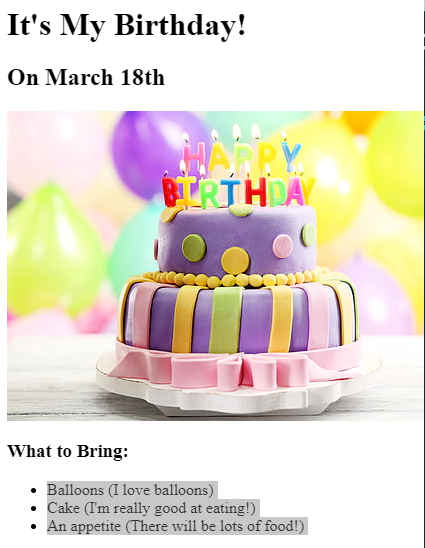 It's My Birthday!
On March 18th
HAPPY
BIRTHDAY
What to Bring:
Balloons (I love balloons)
Cake (I'm really good at eating!)
An appetite (There will be lots of food!)